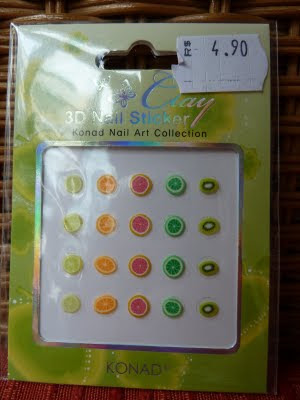 R$ 4.90
Clay
3D Nail Sticker
Konad Nail Art Collection
KONAD